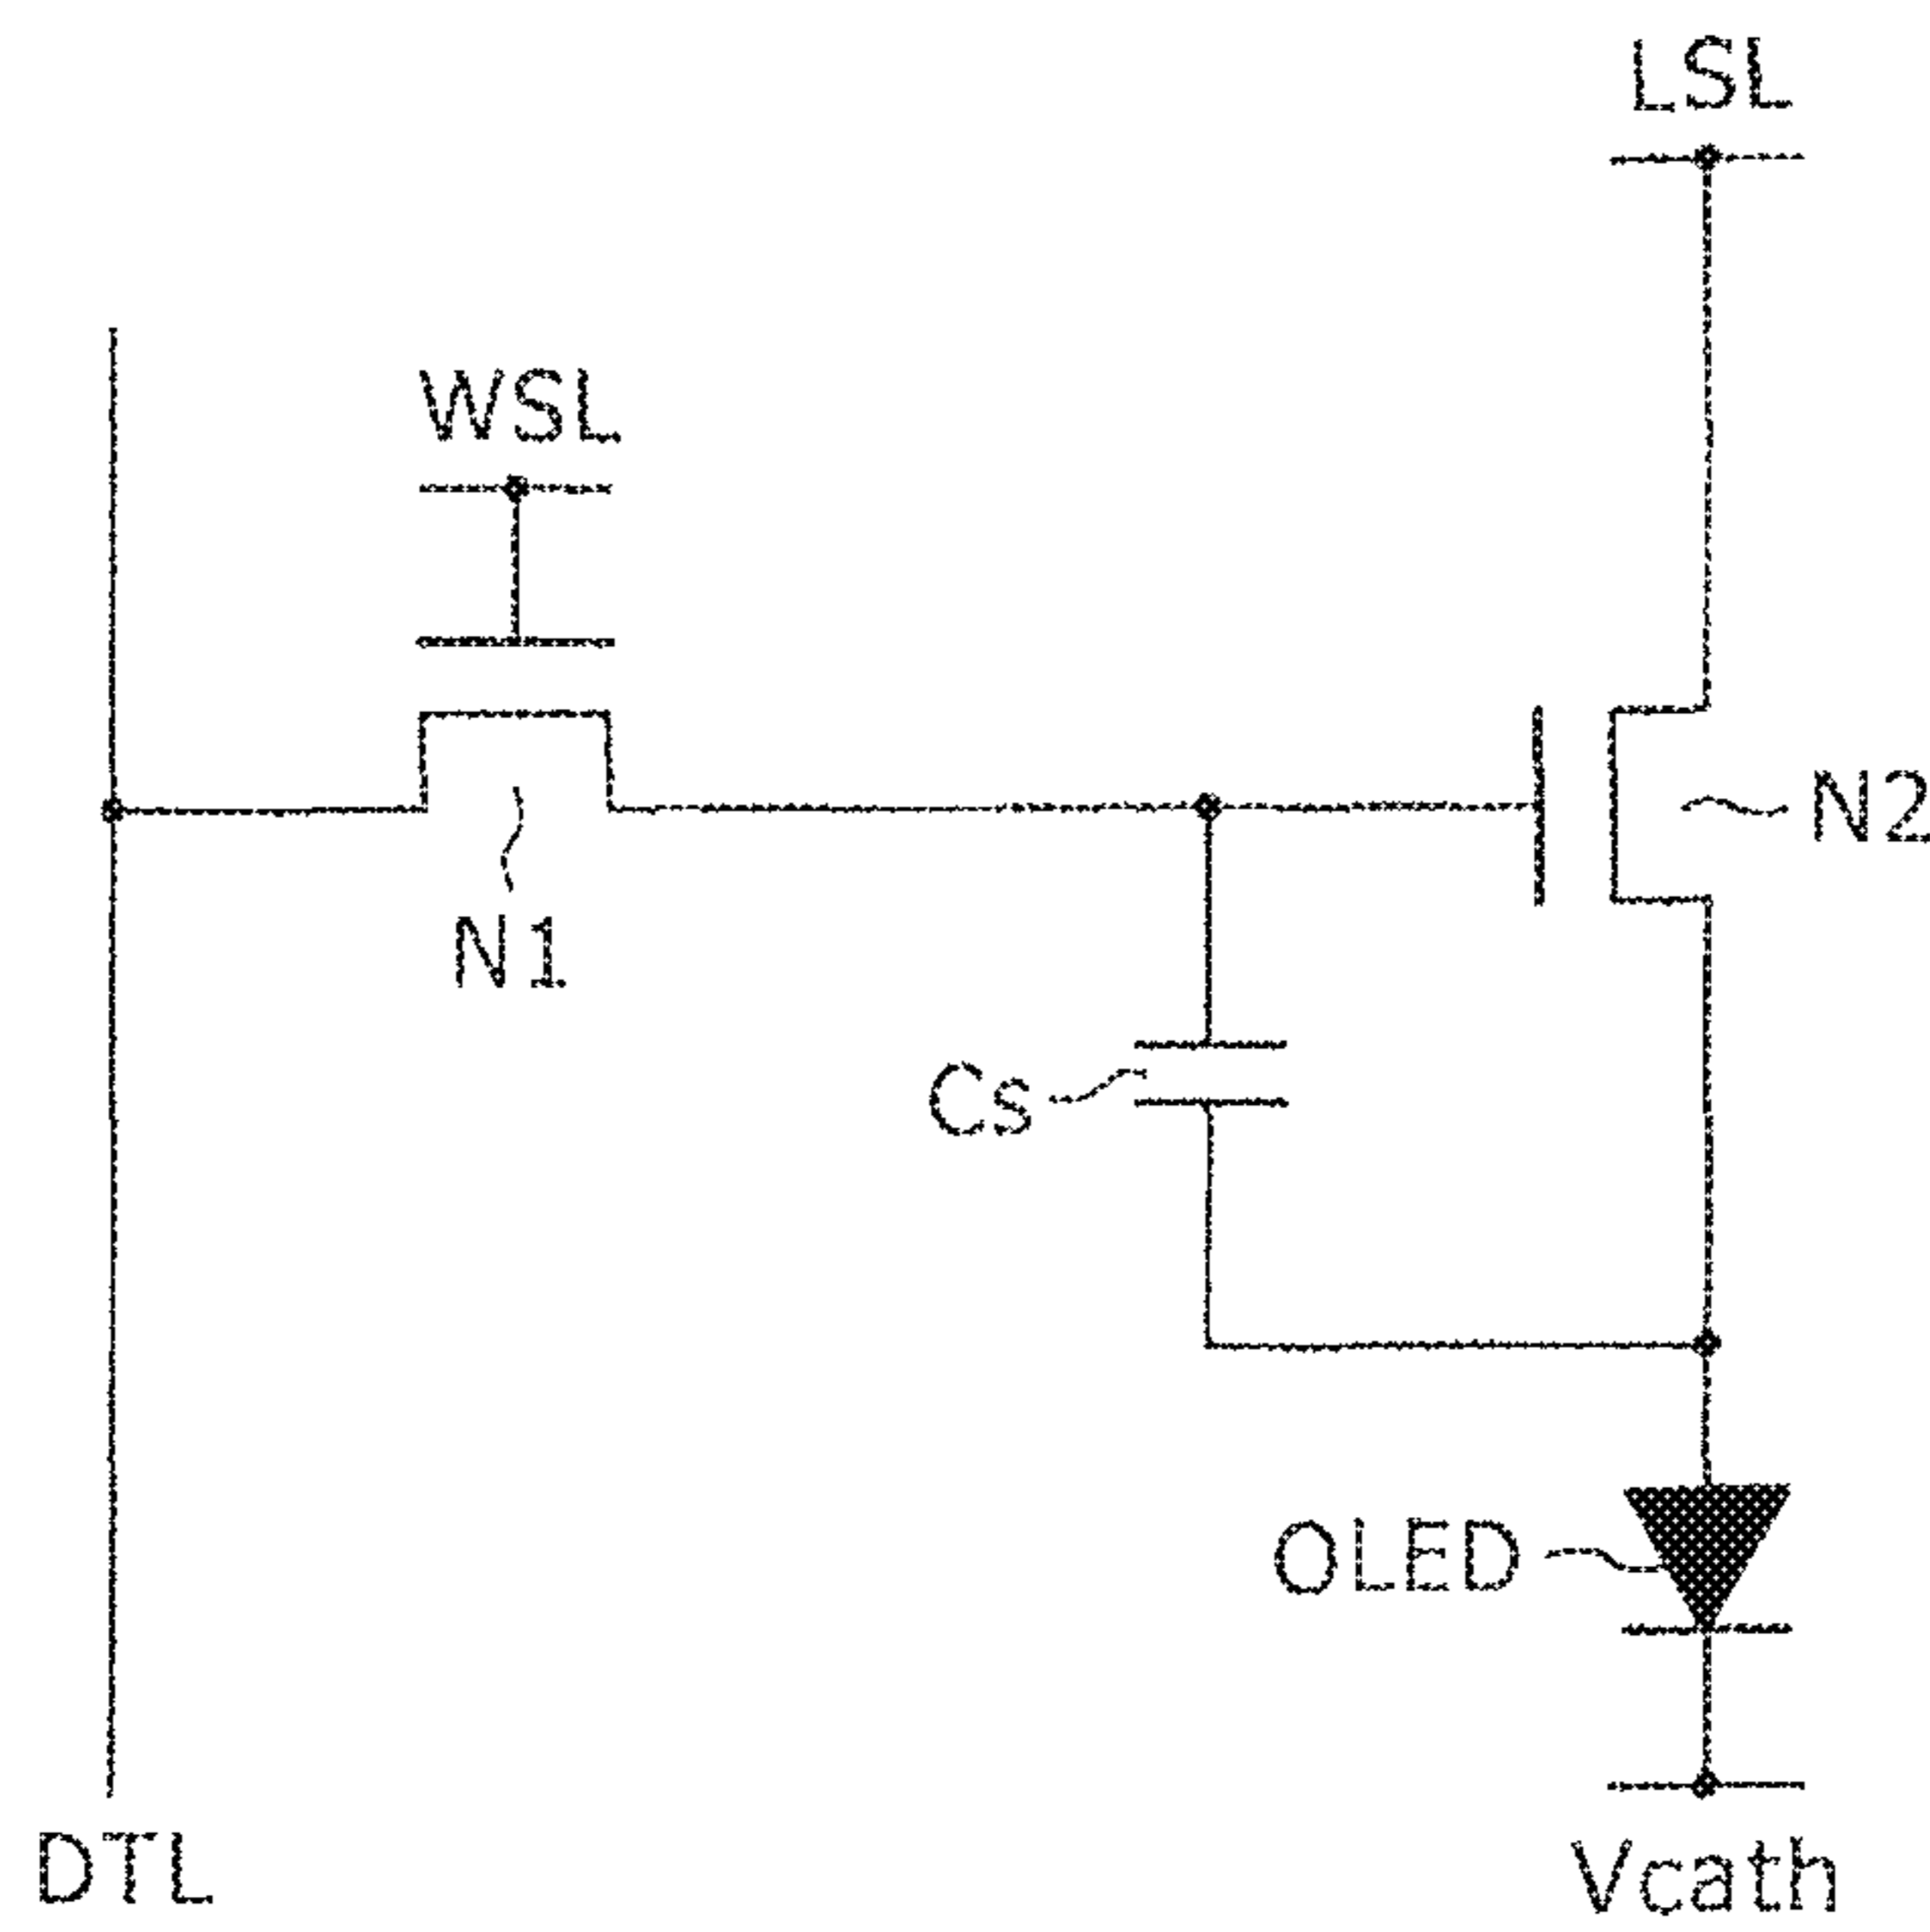 LSL
WSL
N2
N1
Cs
OLED
DTL
Vcath